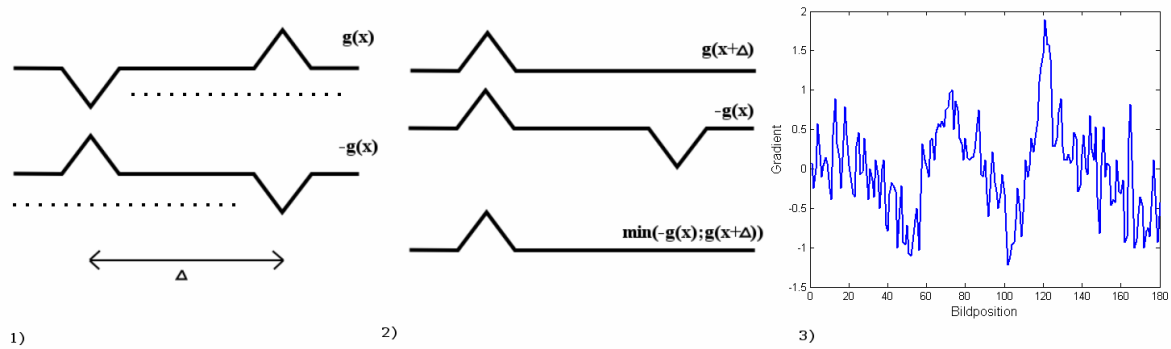 g(x)
-g(x)
Δ
1)
g(x+Δ)
-g(x)
min(-g(x);g(x+Δ))
2)
2
1.5
1
0.5
0
-0.5
-1
-1.5
Gradient
0 20 40 60 80 100 120 140 160 180
Bildposition
3)